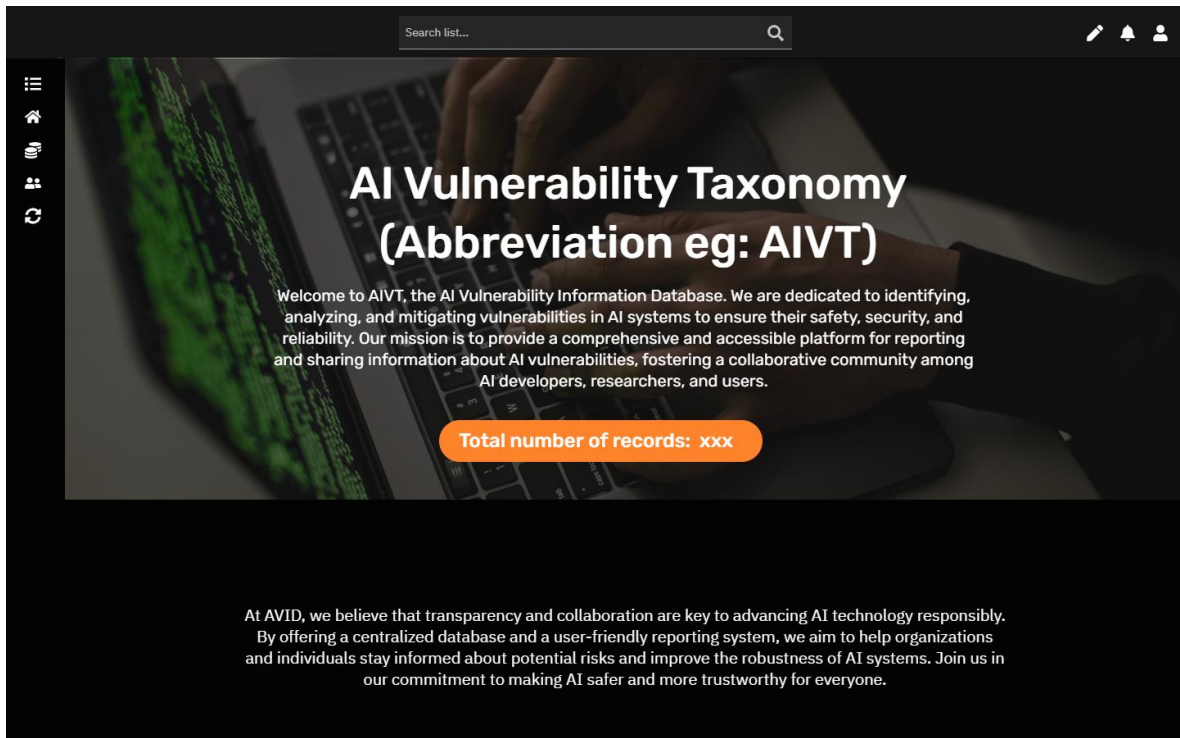 Search list...
AI Vulnerability Taxonomy
(Abbreviation eg: AIVT)
Welcome to AIVT, the AI Vulnerability Information Database. We are dedicated to identifying,
analyzing, and mitigating vulnerabilities in AI systems to ensure their safety, security, and
reliability. Our mission is to provide a comprehensive and accessible platform for reporting
and sharing information about AI vulnerabilities, fostering a collaborative community among
AI developers, researchers, and users.
Total number of records: xxx
At AVID, we believe that transparency and collaboration are key to advancing AI technology responsibly.
By offering a centralized database and a user-friendly reporting system, we aim to help organizations
and individuals stay informed about potential risks and improve the robustness of AI systems. Join us in
our commitment to making AI safer and more trustworthy for everyone.